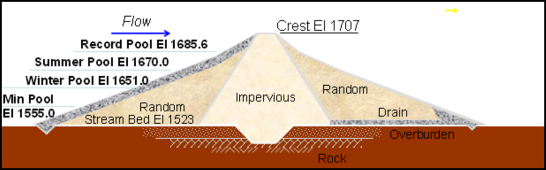 Flow
Crest El 1707
Record Pool El 1685.6
Summer Pool El 1670.0
Winter Pool El 1651.0
Min Pool
El 1555.0
Random
Stream Bed El 1523
Impervious
Random
Drain
Overburden
Rock